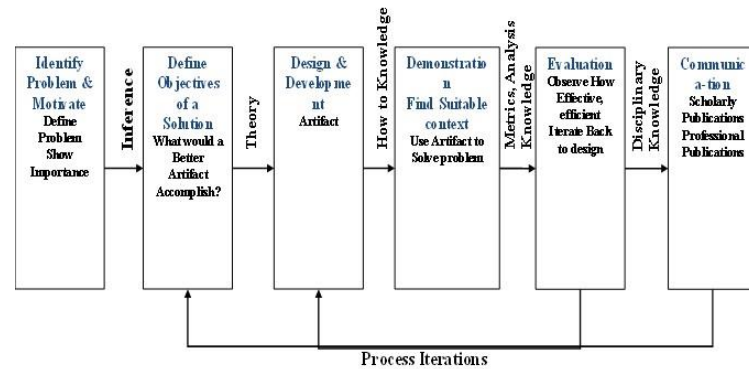 Identify
Problem &
Motivate
Define
Problem
Show
Importance
Inference
Define
Objectives
of a
Solution
What would a
Better
Artifact
Accomplish?
Theory
Design &
Developme
nt
Artifact
How to Knowledge
Demonstratio
n
Find Suitable
context
Use Artifact to
Solve problem
Metrics, Analysis
Knowledge
Evaluation
Observe How
Effective,
efficient
Iterate Back
to design
Disciplinary
Knowledge
Communic
a-tion
Scholarly
Publications
Professional
Publications
Process Iterations